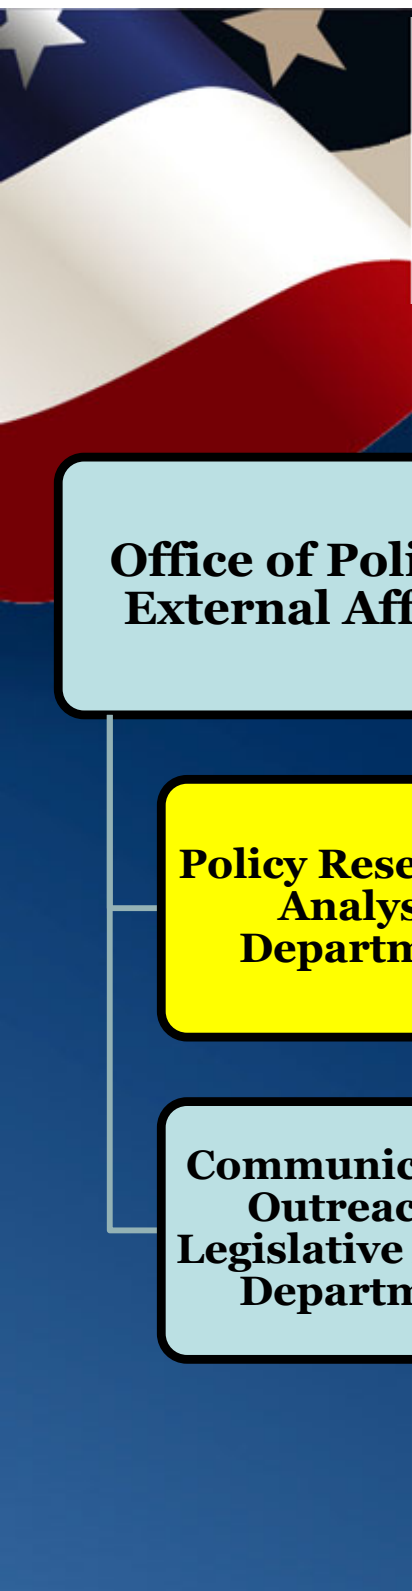 Office of Poli
External Aff
Policy Rese
Analys
Departm
Communic
Outreac
Legislative
Departm